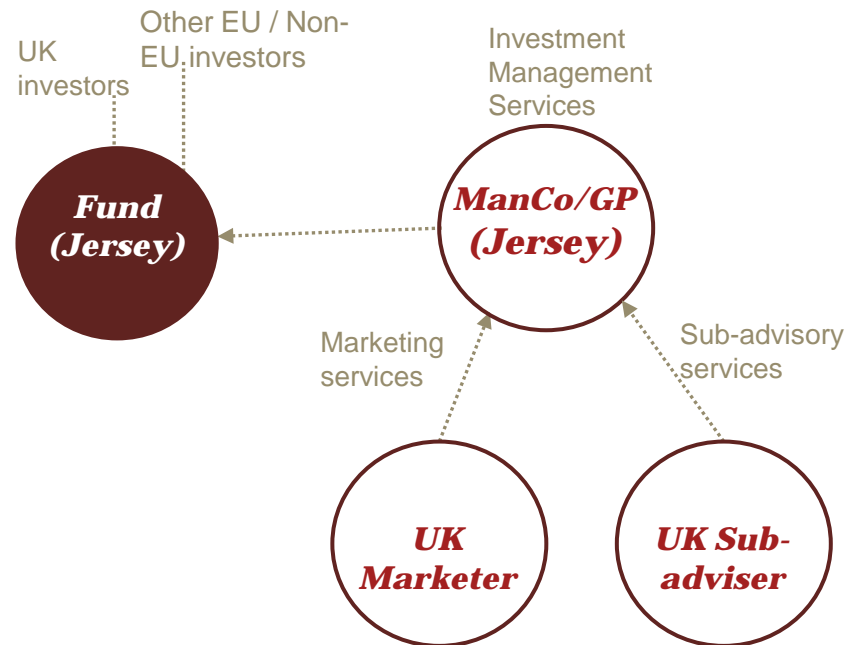 Other EU / Non-
EU investors
UK
investors
Investment
Management
Services
Fund
(Jersey)
ManCo/GP
(Jersey)
Marketing
services
Sub-advisory
services
UK
Marketer
UK Sub-
adviser